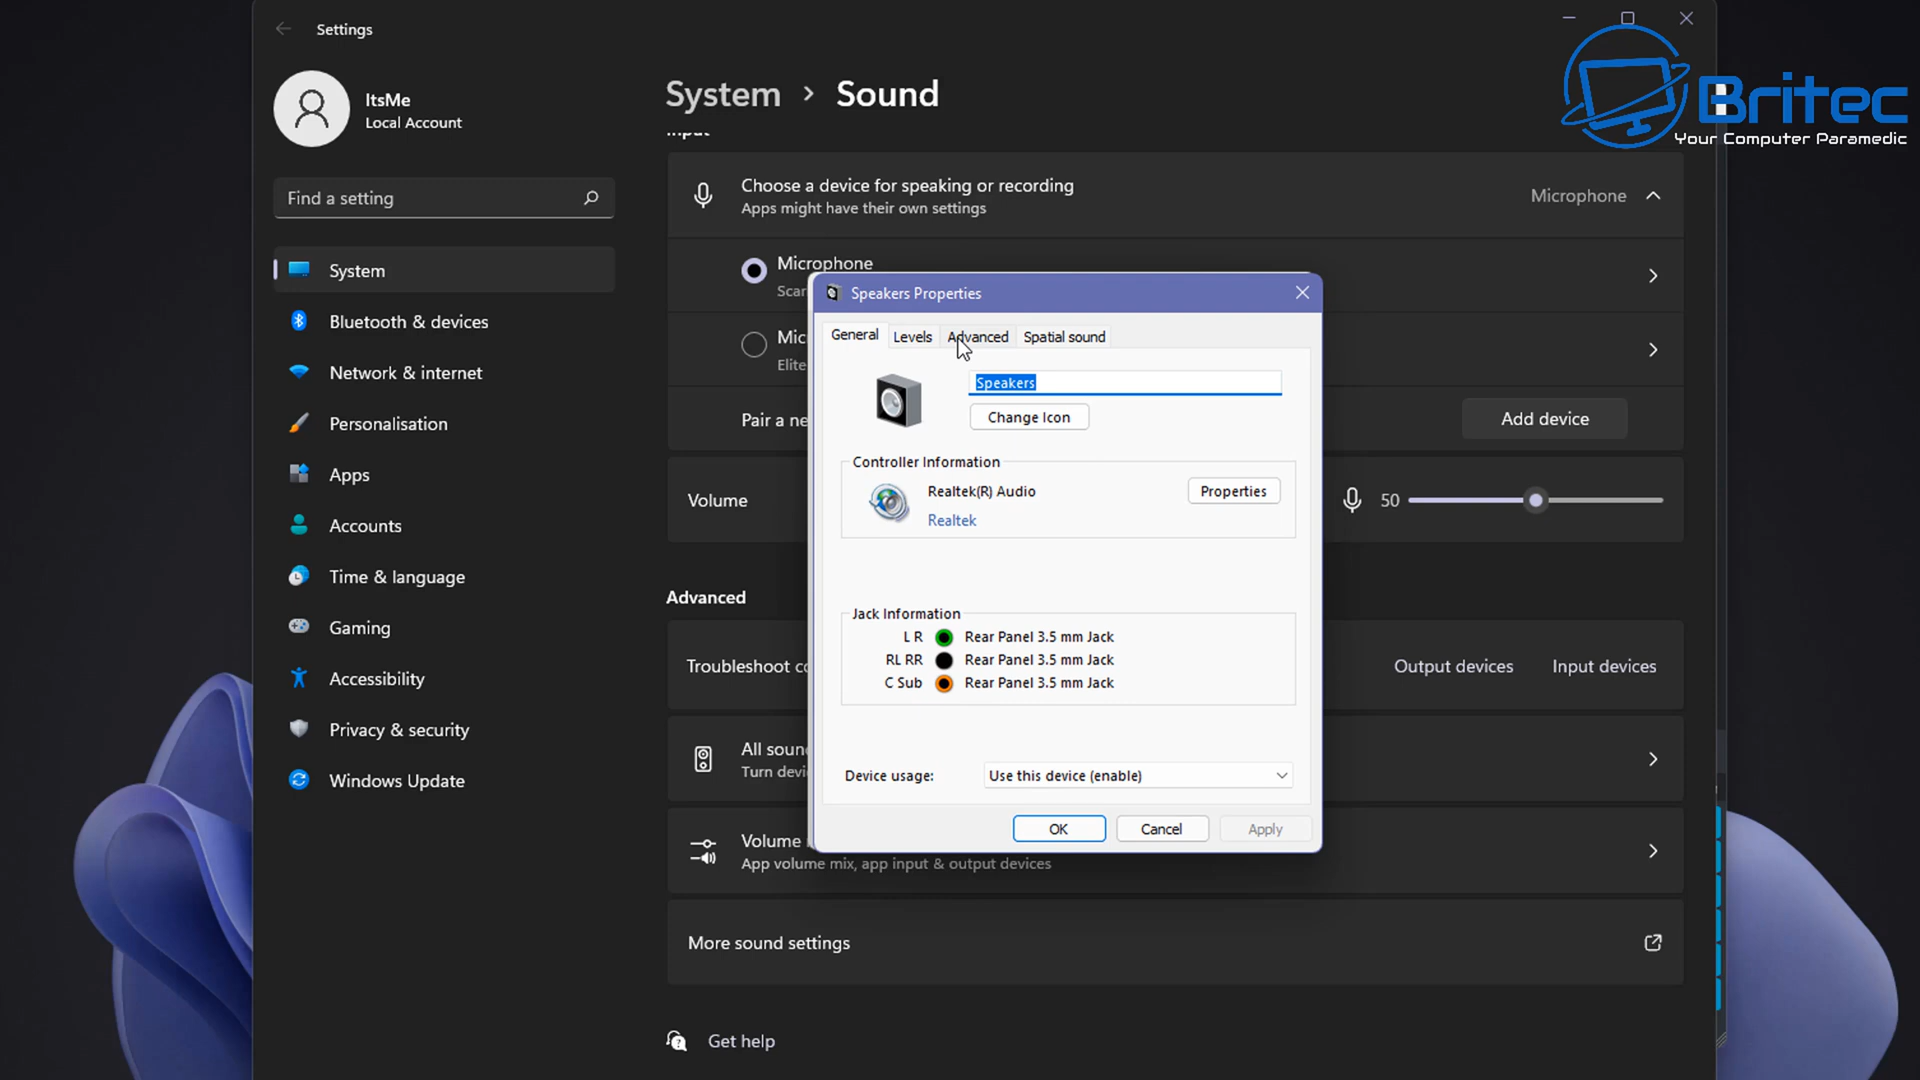 Settings
Britec
Your Computer Paramedic
ItsMe
Local Account
Find a setting
System
Bluetooth & devices
Network & internet
Personalisation
Apps
Accounts
Time & language
Gaming
Accessibility
Privacy & security
Windows Update
System > Sound
Input
Choose a device for speaking or recording
Apps might have their own settings
Microphone
Microphone
Scar
Mic
Elite
Pair a ne
Add device
Volume
50
Advanced
Troubleshoot co
Output devices
Input devices
All soun
Turn devi
Volume
App volume mix, app input & output devices
More sound settings
Get help
Speakers Properties
General
Levels
Advanced
Spatial sound
Speakers
Change Icon
Controller Information
Realtek(R) Audio
Properties
Realtek
Jack Information
L R Rear Panel 3.5 mm Jack
RL RR Rear Panel 3.5 mm Jack
C Sub Rear Panel 3.5 mm Jack
Device usage:
Use this device (enable)
OK
Cancel
Apply